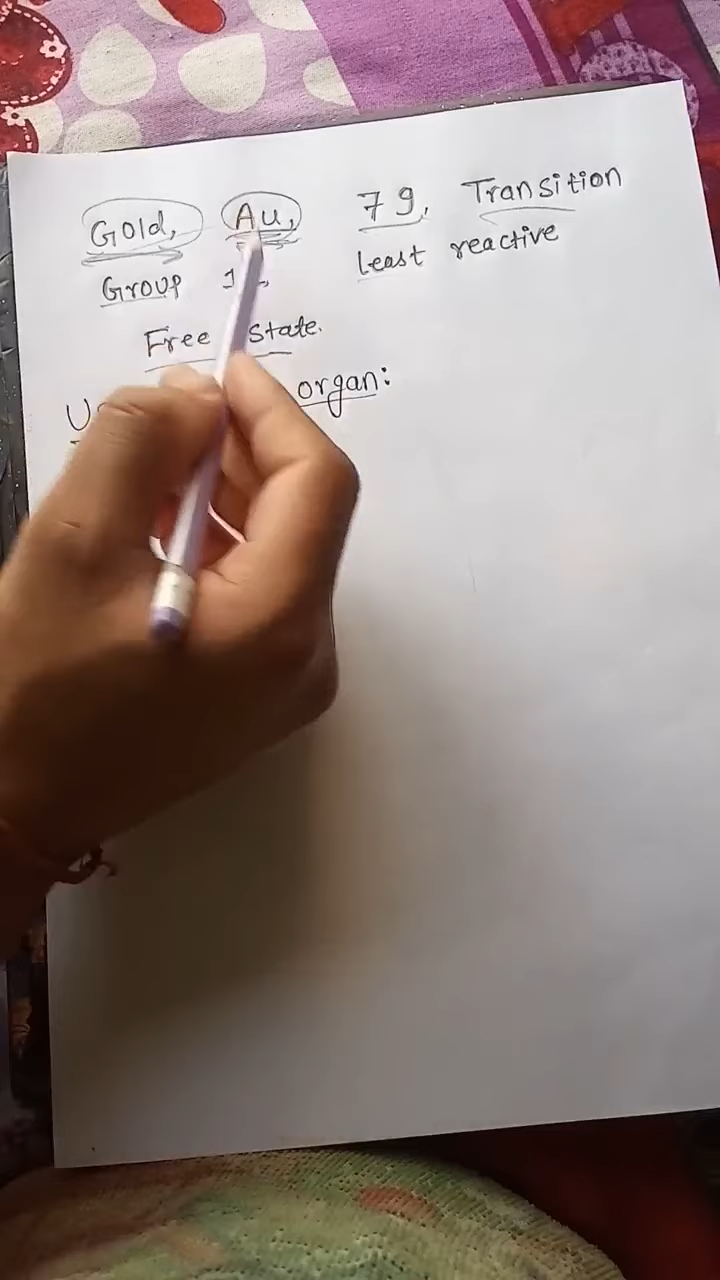 Gold, Au, 79, Transition
Group least reactive
Free state.
organ: